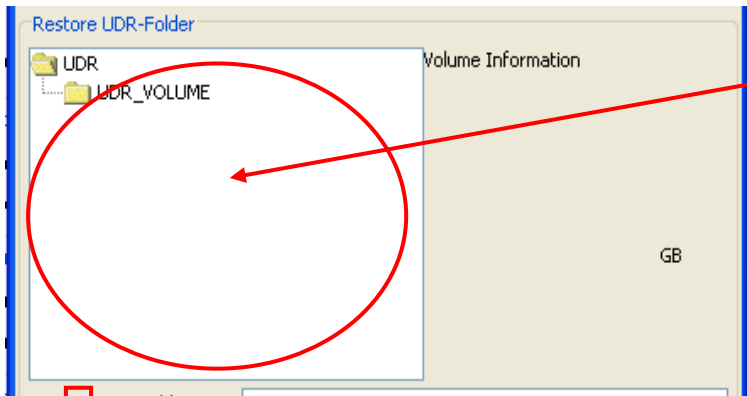 Restore UDR-Folder
UDR
Volume Information
UDR_VOLUME
GB